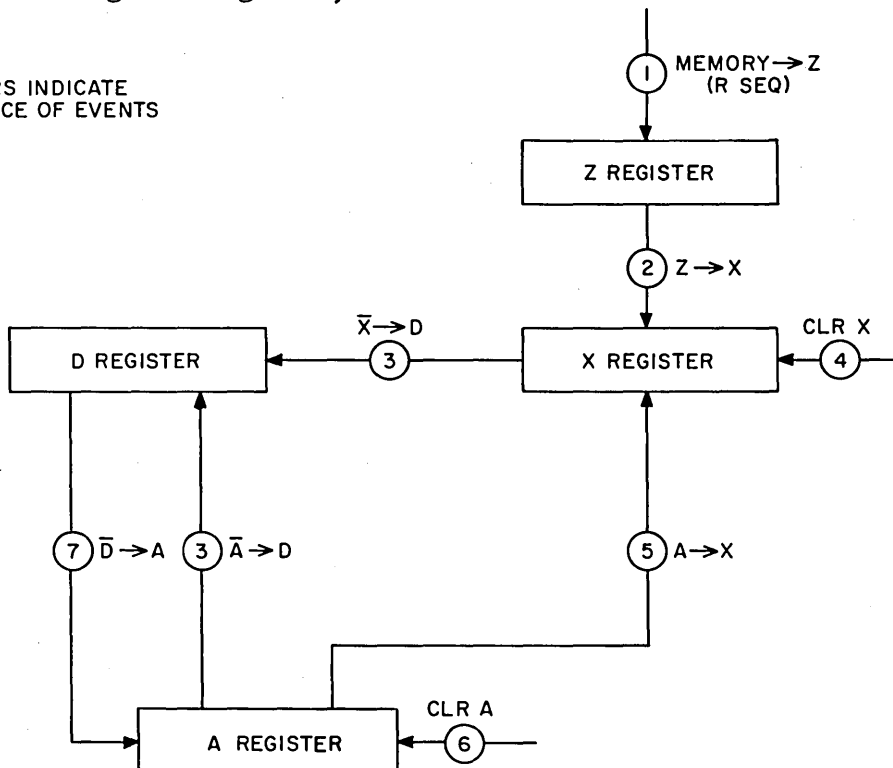 RS INDICATE
CE OF EVENTS
1 MEMORY→Z
(R SEQ)
Z REGISTER
2 Z→X
X̅→D
3
CLR X
4
D REGISTER
X REGISTER
7 D̅→A
3 A̅→D
5 A→X
CLR A
6
A REGISTER